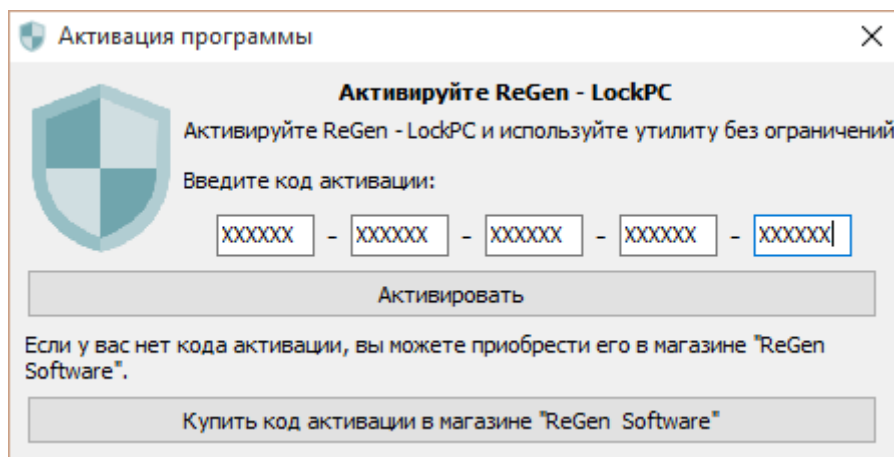 Активация программы
Активируйте ReGen - LockPC
Активируйте ReGen - LockPC и используйте утилиту без ограничений
Введите код активации:
XXXXXX - XXXXXX - XXXXXX - XXXXXX - XXXXXX
Активировать
Если у вас нет кода активации, вы можете приобрести его в магазине "ReGen
Software".
Купить код активации в магазине "ReGen Software"